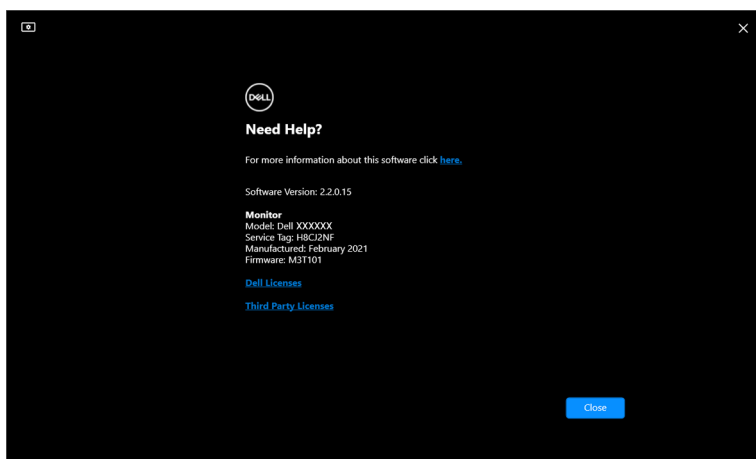 DELL
Need Help?
For more information about this software click here.
Software Version: 2.2.0.15
Monitor
Model: Dell XXXXXX
Service Tag: H8CJ2NF
Manufactured: February 2021
Firmware: M3T101
Dell Licenses
Third Party Licenses
Close